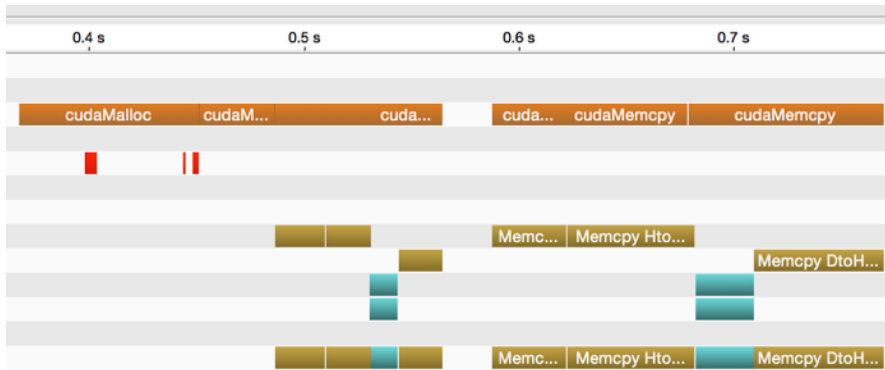 0.4 s 0.5 s 0.6 s 0.7 s
cudaMalloc cudaM... cuda... cuda... cudaMemcpy cudaMemcpy
Memc... Memcpy Hto...
Memcpy DtoH...
Memc... Memcpy Hto... Memcpy DtoH...